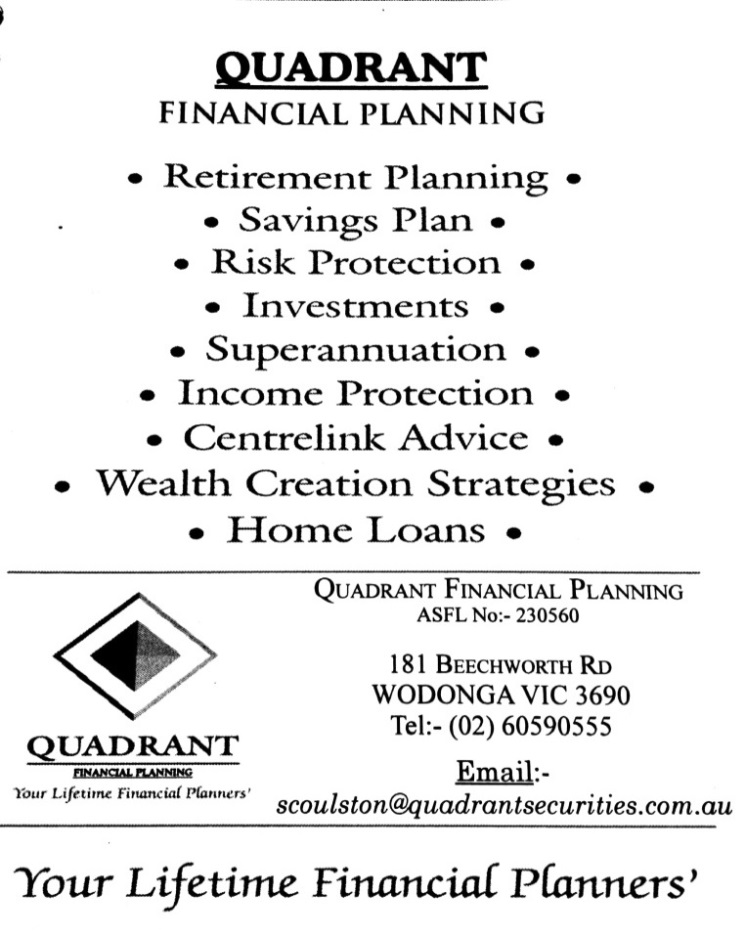 QUADRANT
FINANCIAL PLANNING
• Retirement Planning •
• Savings Plan •
• Risk Protection •
• Investments •
• Superannuation •
• Income Protection •
• Centrelink Advice •
• Wealth Creation Strategies •
• Home Loans •
QUADRANT FINANCIAL PLANNING
ASFL No:- 230560
181 BEECHWORTH RD
WODONGA VIC 3690
Tel:- (02) 60590555
Email:-
scoulston@quadrantsecurities.com.au
QUADRANT
FINANCIAL PLANNING
Your Lifetime Financial Planners'
Your Lifetime Financial Planners'